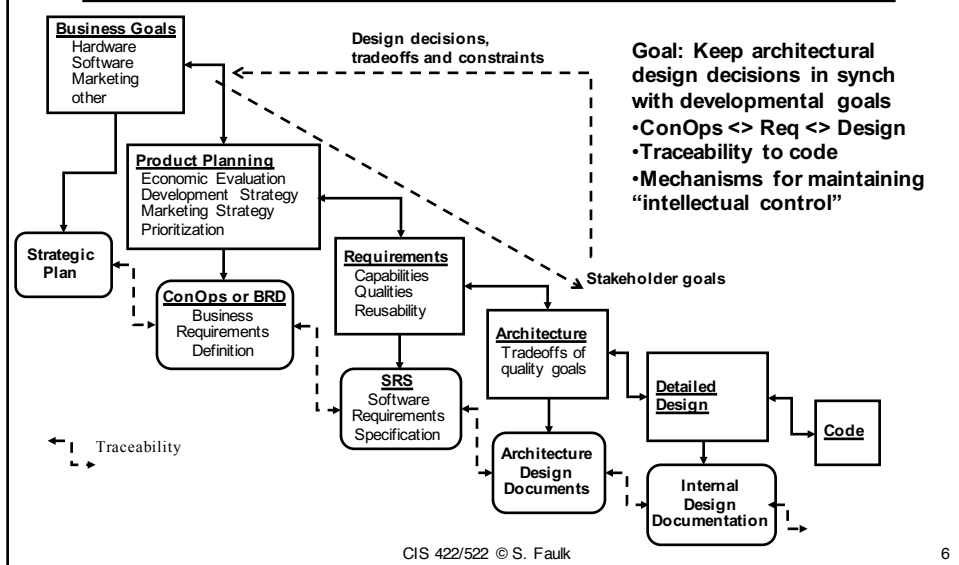 Business Goals
Hardware
Software
Marketing
other
Design decisions,
tradeoffs and constraints
Goal: Keep architectural
design decisions in synch
with developmental goals
•ConOps <> Req <> Design
•Traceability to code
•Mechanisms for maintaining
“intellectual control”
Product Planning
Economic Evaluation
Development Strategy
Marketing Strategy
Prioritization
Strategic
Plan
Requirements
Capabilities
Qualities
Reusability
Stakeholder goals
ConOps or BRD
Business
Requirements
Definition
Architecture
Tradeoffs of
quality goals
SRS
Software
Requirements
Specification
Detailed
Design
Code
Traceability
Architecture
Design
Documents
Internal
Design
Documentation
CIS 422/522 © S. Faulk
6